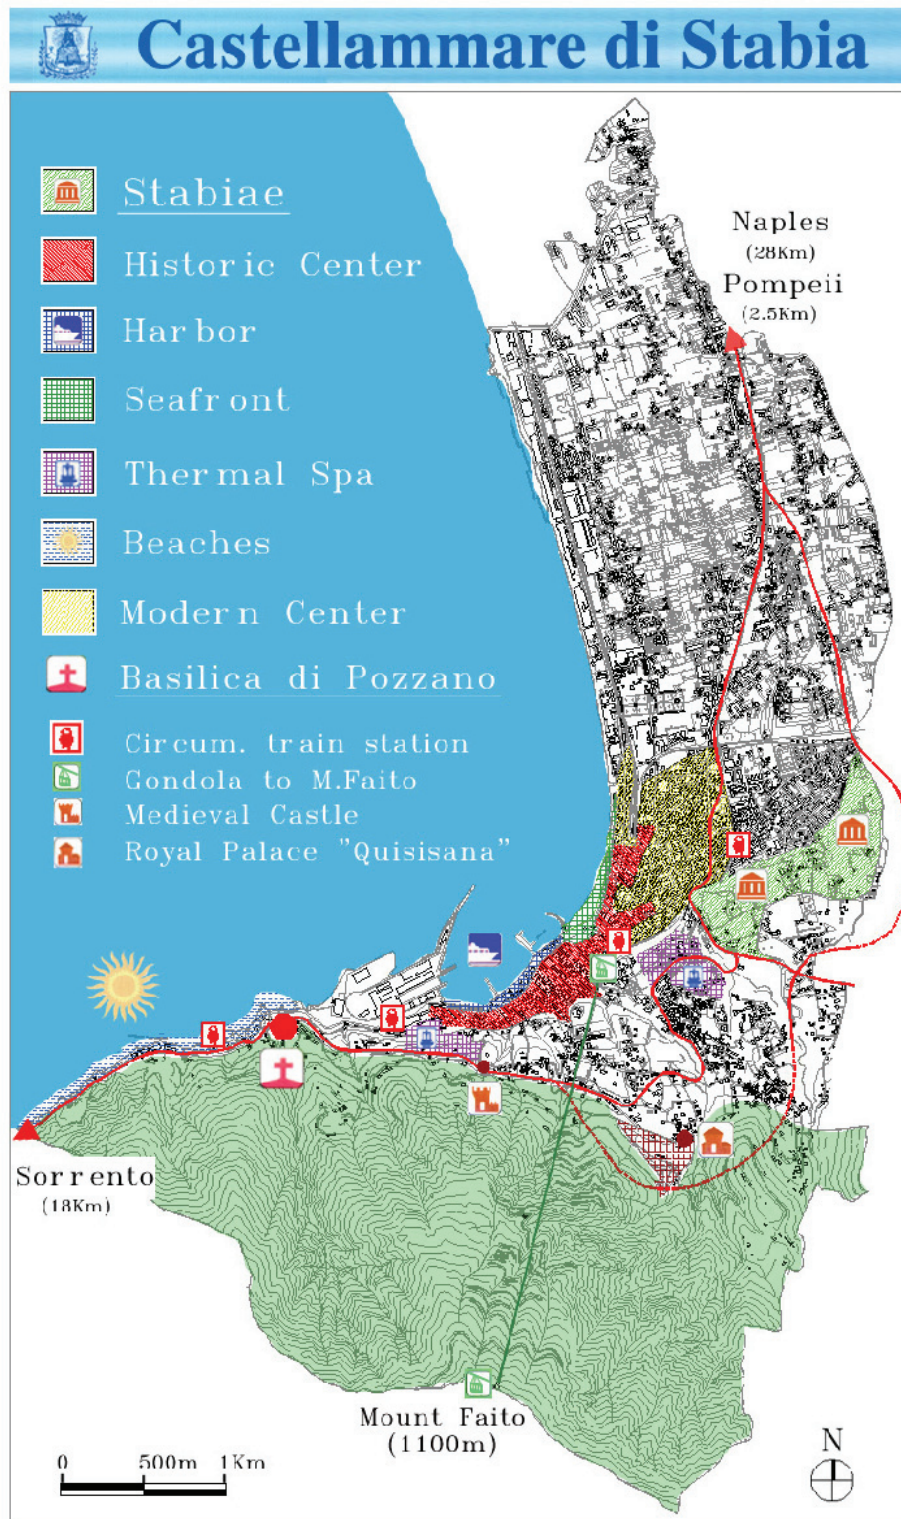 Castellammare di Stabia
Stabiae
Historic Center
Harbor
Seafront
Thermal Spa
Beaches
Modern Center
Basilica di Pozzano
Circum. train station
Gondola to M.Faito
Medieval Castle
Royal Palace "Quisisana"
Naples
(28Km)
Pompeii
(2.5Km)
Sorrento
(18Km)
Mount Faito
(1100m)
0 500m 1Km
N